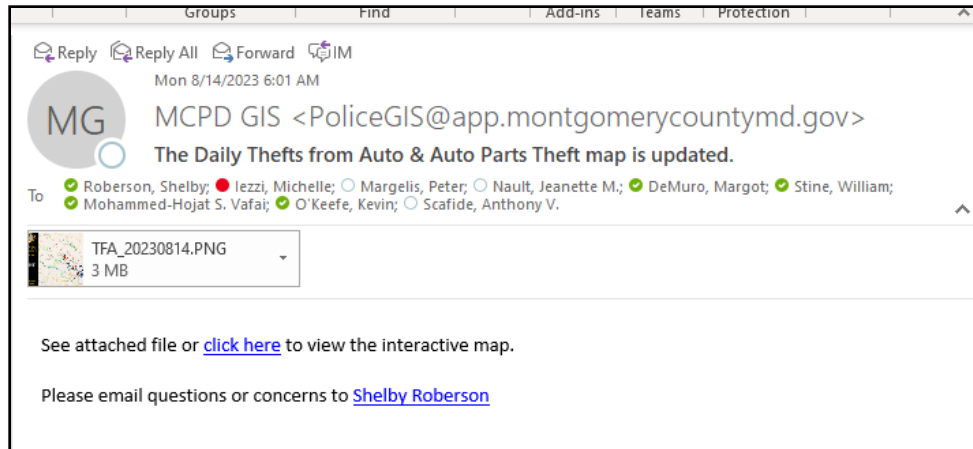 Groups Find Add-ins Teams Protection
Reply Reply All Forward IM
Mon 8/14/2023 6:01 AM
MG
MCPD GIS <PoliceGIS@app.montgomerycountymd.gov>
The Daily Thefts from Auto & Auto Parts Theft map is updated.
To
Roberson, Shelby; Iezzi, Michelle; Margelis, Peter; Nault, Jeanette M.; DeMuro, Margot; Stine, William;
Mohammed-Hojat S. Vafai; O'Keefe, Kevin; Scafide, Anthony V.
TFA_20230814.PNG
3 MB
See attached file or click here to view the interactive map.
Please email questions or concerns to Shelby Roberson